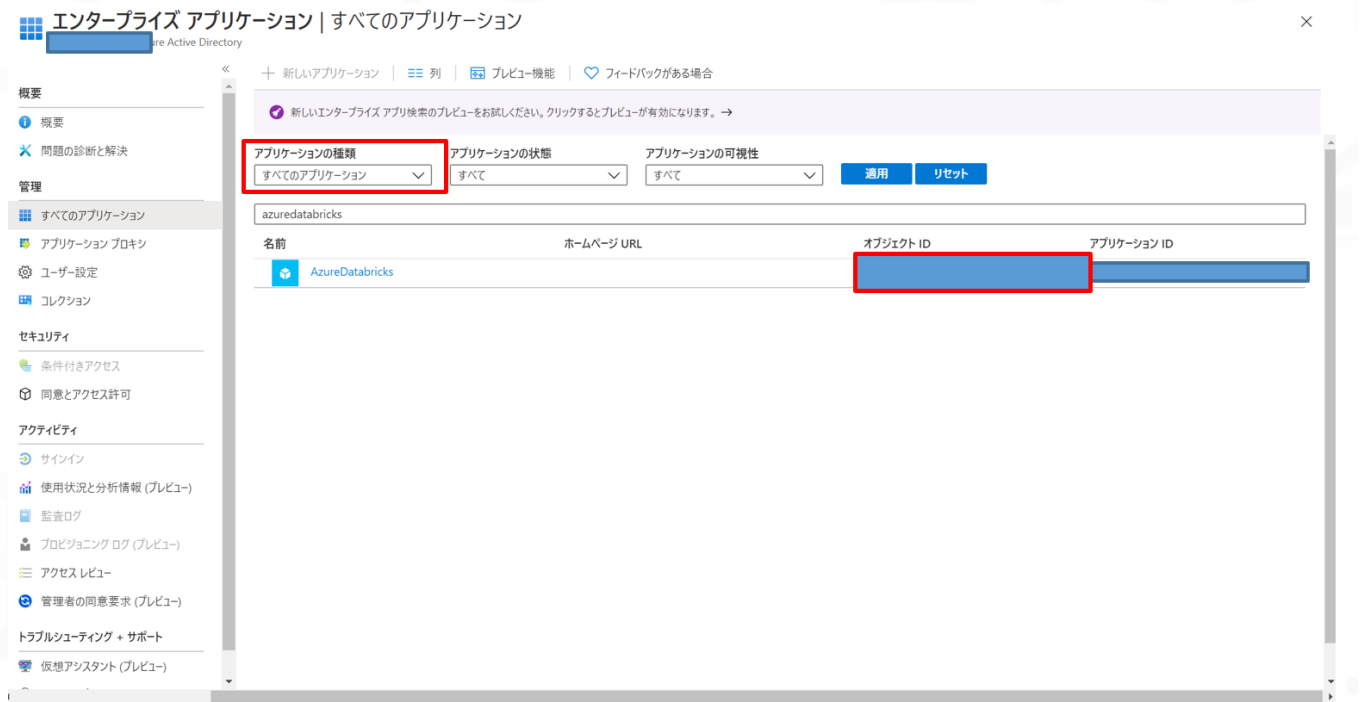 エンタープライズ アプリケーション | すべてのアプリケーション
re Active Directory
新しいアプリケーション
列
プレビュー機能
フィードバックがある場合
新しいエンタープライズ アプリ検索のプレビューをお試しください。クリックするとプレビューが有効になります。 →
概要
概要
問題の診断と解決
管理
すべてのアプリケーション
アプリケーション プロキシ
ユーザー設定
コレクション
セキュリティ
条件付きアクセス
同意とアクセス許可
アクティビティ
サインイン
使用状況と分析情報 (プレビュー)
監査ログ
プロビジョニング ログ (プレビュー)
アクセス レビュー
管理者の同意要求 (プレビュー)
トラブルシューティング + サポート
仮想アシスタント (プレビュー)
アプリケーションの種類
すべてのアプリケーション
アプリケーションの状態
すべて
アプリケーションの可視性
すべて
適用
リセット
azuredatabricks
名前
ホームページ URL
オブジェクト ID
アプリケーション ID
AzureDatabricks